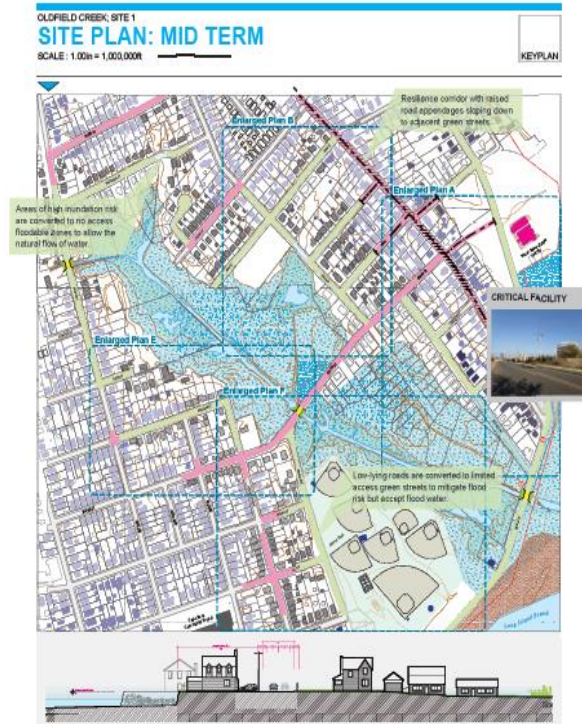 OLDFIELD CREEK; SITE 1
SITE PLAN: MID TERM
SCALE : 1.00in = 1,000,000ft
KEYPLAN
Resilience corridor with raised
road appendages sloping down
to adjacent green streets.
Enlarged Plan B
Enlarged Plan A
Areas of high inundation risk
are converted to no access
floodable zones to allow the
natural flow of water.
CRITICAL FACILITY
Enlarged Plan E
Enlarged Plan F
Low-lying roads are converted to limited
access green streets to mitigate flood
risk but accept flood water.
Long Island Sound